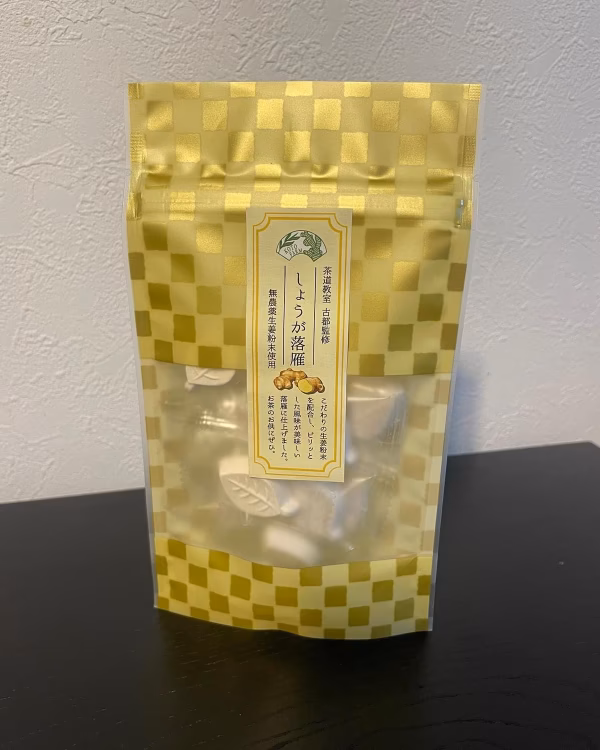 茶道教室 古都監修
しょうが落雁
無農薬生姜粉末使用
こだわりの生姜粉末
を配合し、ピリッと
した風味が美味しい
落雁に仕上げました。
お茶のお供にぜひ。